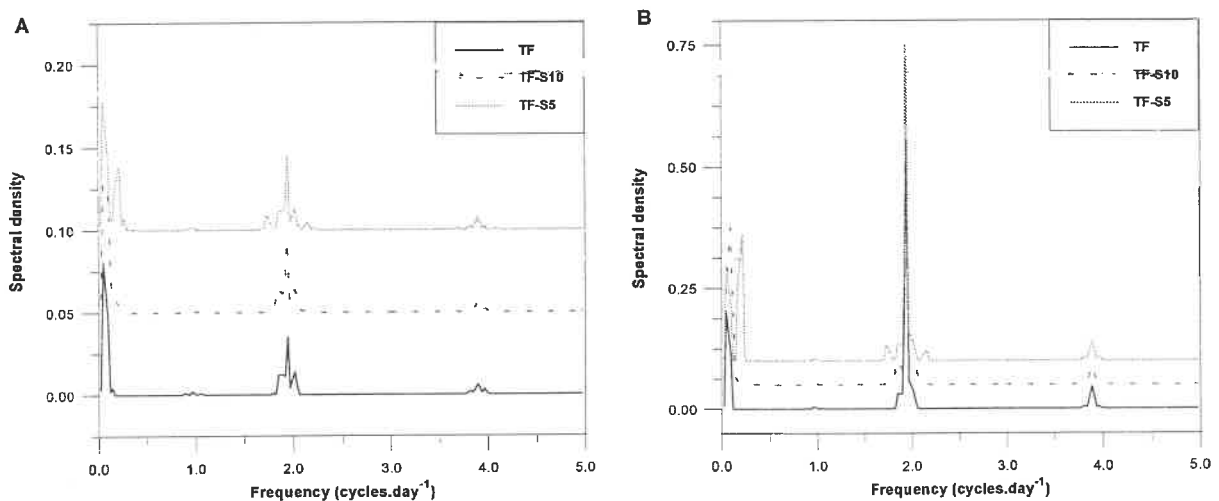 A
0.20
0.15
0.10
0.05
0.00
Spectral density
TF
TF-S10
TF-S5
0.0
1.0
2.0
3.0
4.0
5.0
Frequency (cycles.day-1)
B
0.75
0.50
0.25
0.00
Spectral density
TF
TF-S10
TF-S5
0.0
1.0
2.0
3.0
4.0
5.0
Frequency (cycles.day-1)